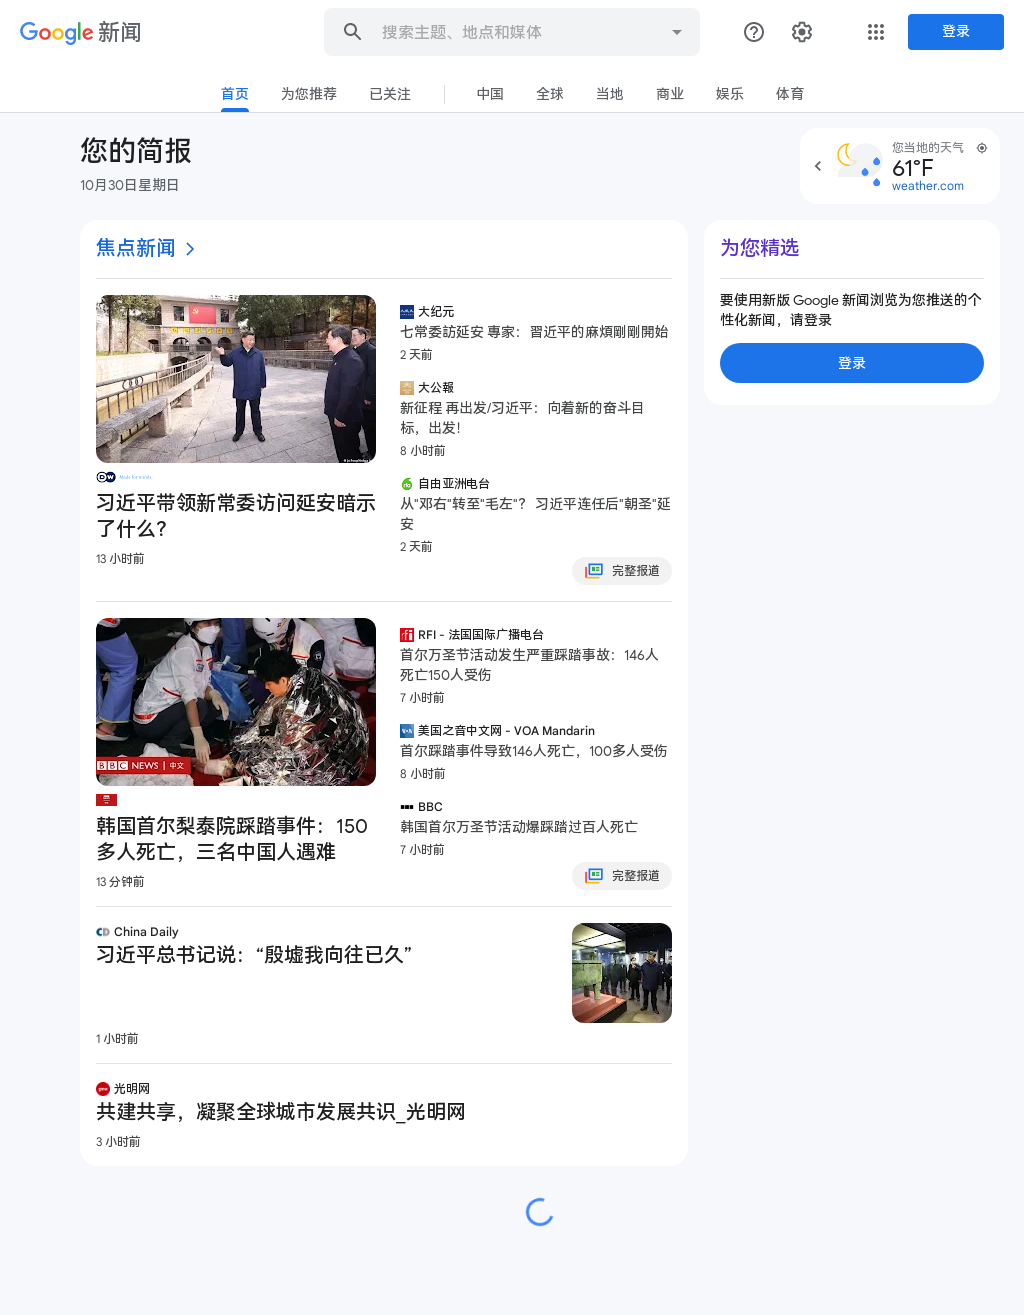 Google 新闻
搜索主题、地点和媒体
登录
首页
为您推荐
已关注
中国
全球
当地
商业
娱乐
体育
您的简报
10月30日星期日
您当地的天气
61°F
weather.com
焦点新闻
DW Made for minds
习近平带领新常委访问延安暗示
了什么?
13 小时前
大纪元
七常委訪延安 專家：習近平的麻煩剛剛開始
2 天前
大公報
新征程 再出发/习近平：向着新的奋斗目
标，出发！
8 小时前
自由亚洲电台
从"邓右"转至"毛左"？ 习近平连任后"朝圣"延
安
2 天前
完整报道
BBC NEWS 中文
韩国首尔梨泰院踩踏事件：150
多人死亡，三名中国人遇难
13 分钟前
RFI - 法国国际广播电台
首尔万圣节活动发生严重踩踏事故：146人
死亡150人受伤
7 小时前
美国之音中文网 - VOA Mandarin
首尔踩踏事件导致146人死亡，100多人受伤
8 小时前
BBC
韩国首尔万圣节活动爆踩踏过百人死亡
7 小时前
完整报道
China Daily
习近平总书记说：“殷墟我向往已久”
1 小时前
光明网
共建共享，凝聚全球城市发展共识_光明网
3 小时前
为您精选
要使用新版 Google 新闻浏览为您推送的个
性化新闻，请登录
登录